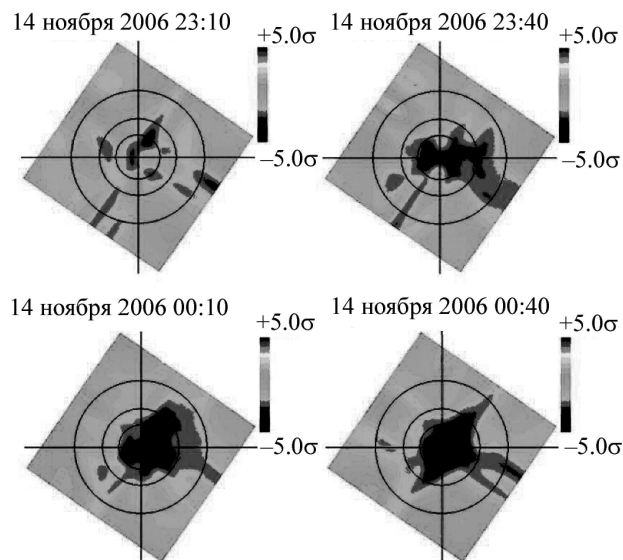 14 ноября 2006 23:10
+5.0σ
–5.0σ
14 ноября 2006 23:40
+5.0σ
–5.0σ
14 ноября 2006 00:10
+5.0σ
–5.0σ
14 ноября 2006 00:40
+5.0σ
–5.0σ